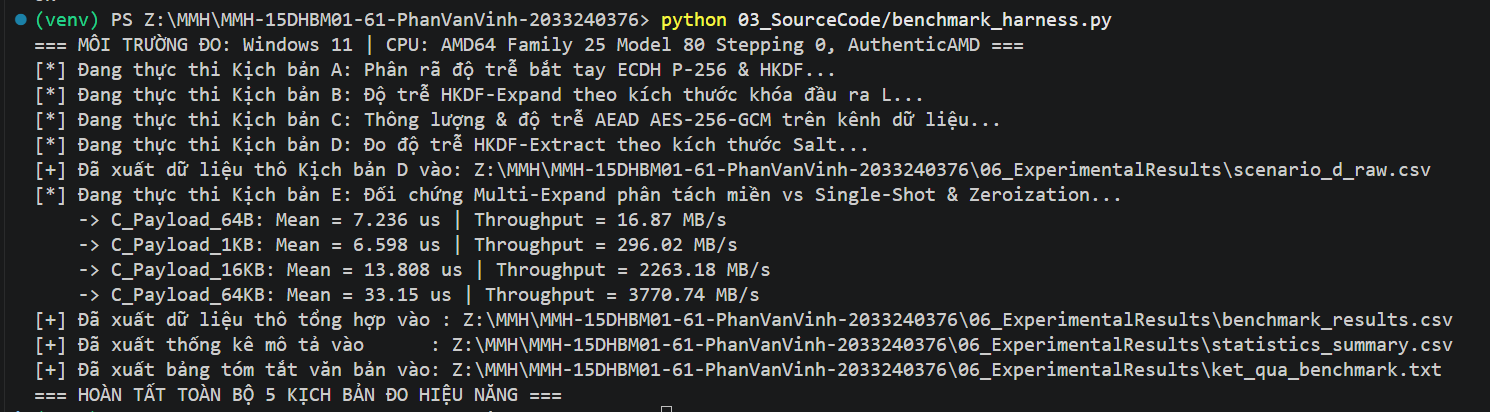 (venv) PS Z:\MMH\MMH-15DHBM01-61-PhanVanVinh-2033240376> python 03_SourceCode/benchmark_harness.py
=== MÔI TRƯỜNG ĐO: Windows 11 | CPU: AMD64 Family 25 Model 80 Stepping 0, AuthenticAMD ===
[*] Đang thực thi Kịch bản A: Phân rã độ trễ bắt tay ECDH P-256 & HKDF...
[*] Đang thực thi Kịch bản B: Độ trễ HKDF-Expand theo kích thước khóa đầu ra L...
[*] Đang thực thi Kịch bản C: Thông lượng & độ trễ AEAD AES-256-GCM trên kênh dữ liệu...
[*] Đang thực thi Kịch bản D: Đo độ trễ HKDF-Extract theo kích thước Salt...
[+] Đã xuất dữ liệu thô Kịch bản D vào: Z:\MMH\MMH-15DHBM01-61-PhanVanVinh-2033240376\06_ExperimentalResults\scenario_d_raw.csv
[*] Đang thực thi Kịch bản E: Đối chứng Multi-Expand phân tách miền vs Single-Shot & Zeroization...
-> C_Payload_64B: Mean = 7.236 us | Throughput = 16.87 MB/s
-> C_Payload_1KB: Mean = 6.598 us | Throughput = 296.02 MB/s
-> C_Payload_16KB: Mean = 13.808 us | Throughput = 2263.18 MB/s
-> C_Payload_64KB: Mean = 33.15 us | Throughput = 3770.74 MB/s
[+] Đã xuất dữ liệu thô tổng hợp vào : Z:\MMH\MMH-15DHBM01-61-PhanVanVinh-2033240376\06_ExperimentalResults\benchmark_results.csv
[+] Đã xuất thống kê mô tả vào      : Z:\MMH\MMH-15DHBM01-61-PhanVanVinh-2033240376\06_ExperimentalResults\statistics_summary.csv
[+] Đã xuất bảng tóm tắt văn bản vào: Z:\MMH\MMH-15DHBM01-61-PhanVanVinh-2033240376\06_ExperimentalResults\ket_qua_benchmark.txt
=== HOÀN TẤT TOÀN BỘ 5 KỊCH BẢN ĐO HIỆU NĂNG ===